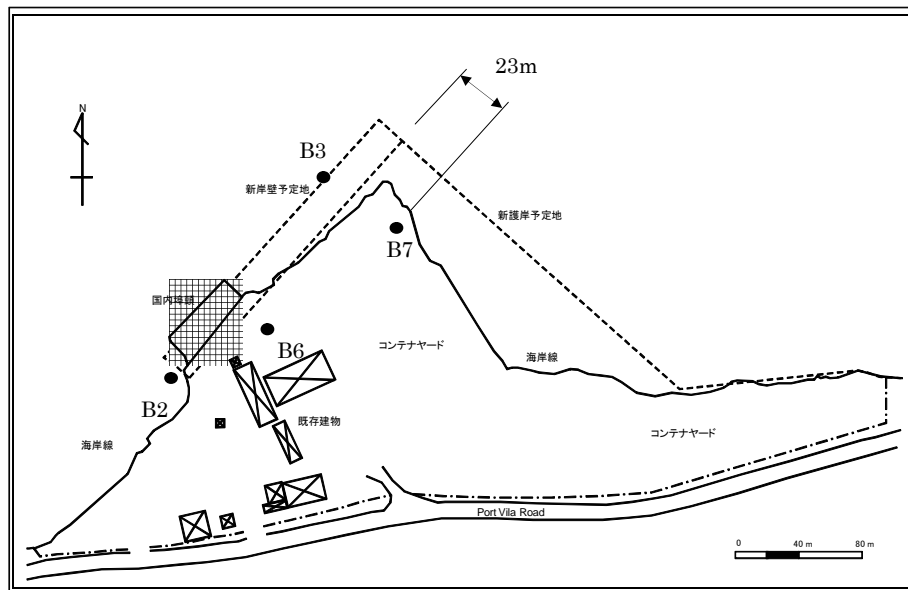 23m
N
B3
新岸壁予定地
新護岸予定地
B7
国内埠頭
B6
コンテナヤード
海岸線
B2
既存建物
海岸線
コンテナヤード
Port Vila Road
0 40 m 80 m